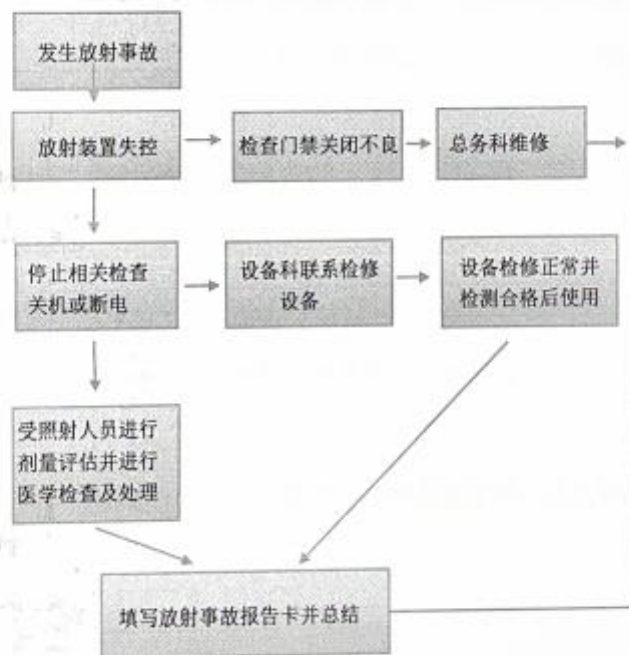 发生放射事故
放射装置失控
检查门禁关闭不良
总务科维修
停止相关检查
关机或断电
设备科联系检修
设备
设备检修正常并
检测合格后使用
受照射人员进行
剂量评估并进行
医学检查及处理
填写放射事故报告卡并总结